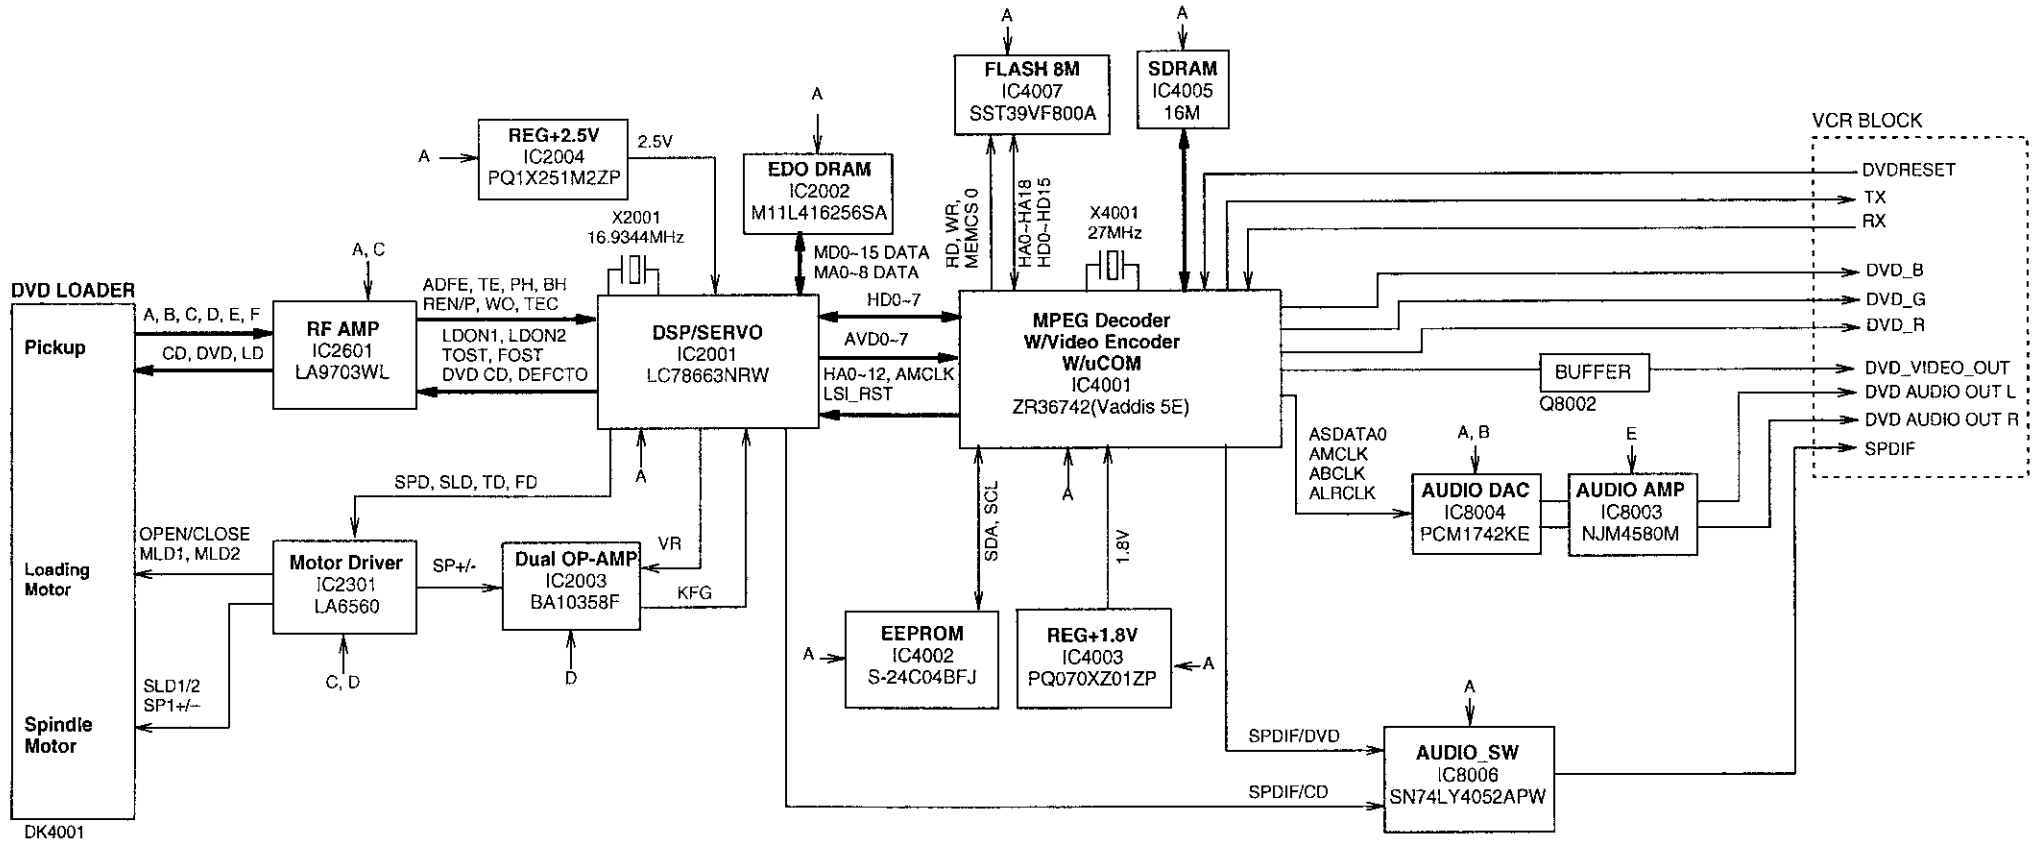 A
A
FLASH 8M
IC4007
SST39VF800A
SDRAM
IC4005
16M
VCR BLOCK
A
REG+2.5V
IC2004
PQ1X251M2ZP
A
2.5V
EDO DRAM
IC2002
M11L416256SA
RD, WR,
MEMCS 0
HA0~HA18
HD0~HD15
X4001
27MHz
DVDRESET
TX
RX
X2001
16.9344MHz
MD0~15 DATA
MA0~8 DATA
A, C
DVD LOADER
A, B, C, D, E, F
Pickup
CD, DVD, LD
RF AMP
IC2601
LA9703WL
ADFE, TE, PH, BH
REN/P, WO, TEC
LDON1, LDON2
TOST, FOST
DVD CD, DEFCTO
DSP/SERVO
IC2001
LC78663NRW
HD0~7
AVD0~7
HA0~12, AMCLK
LSI_RST
MPEG Decoder
W/Video Encoder
W/uCOM
IC4001
ZR36742(Vaddis 5E)
DVD_B
DVD_G
DVD_R
BUFFER
Q8002
DVD_VIDEO_OUT
DVD AUDIO OUT L
DVD AUDIO OUT R
SPDIF
ASDATA0
AMCLK
ABCLK
ALRCLK
A, B
E
AUDIO DAC
IC8004
PCM1742KE
AUDIO AMP
IC8003
NJM4580M
A
A
SPD, SLD, TD, FD
OPEN/CLOSE
MLD1, MLD2
Loading
Motor
Motor Driver
IC2301
LA6560
SP+/-
Dual OP-AMP
IC2003
BA10358F
VR
KFG
SDA, SCL
1.8V
C, D
D
A
EEPROM
IC4002
S-24C04BFJ
REG+1.8V
IC4003
PQ070XZ01ZP
A
SLD1/2
SP1+/-
Spindle
Motor
A
SPDIF/DVD
SPDIF/CD
AUDIO_SW
IC8006
SN74LY4052APW
DK4001